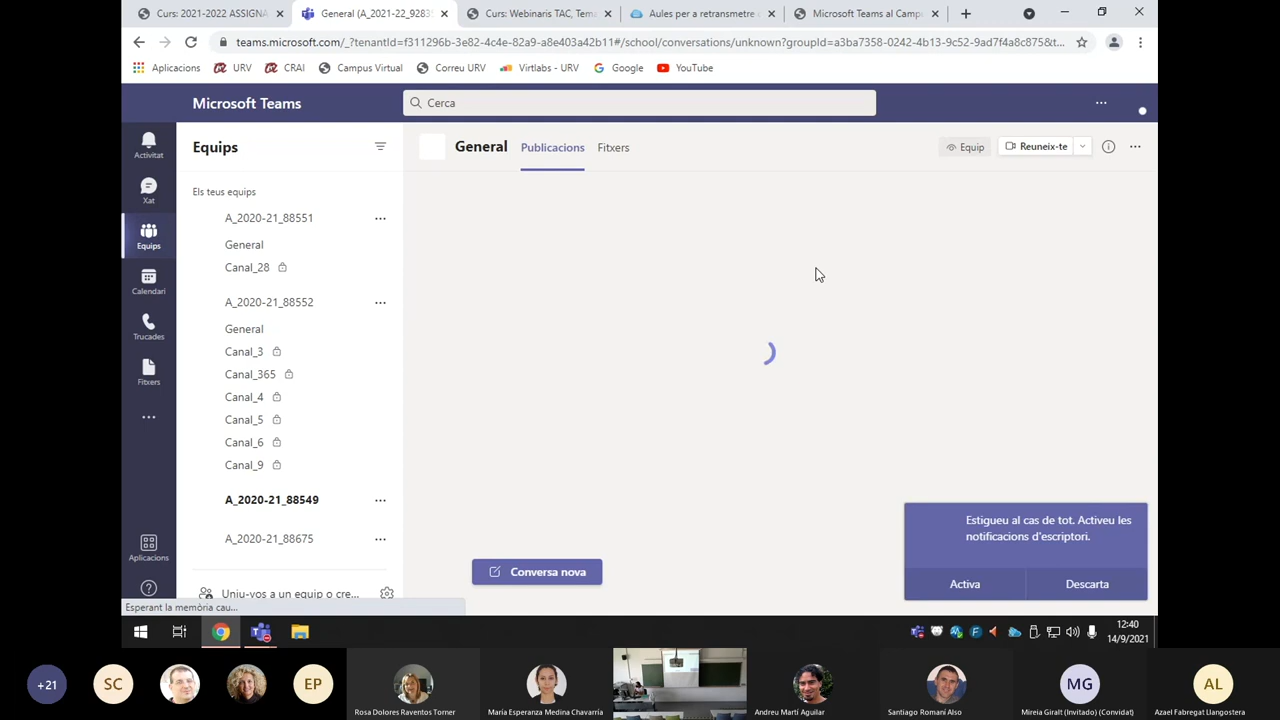 Curs: 2021-2022 ASSIGNA
General (A_2021-22_9283
Curs: Webinaris TAC, Tema
Aules per a retransmetre
Microsoft Teams al Camp
teams.microsoft.com/_?tenantId=f311296b-3e82-4c4e-82a9-a8e403a42b11#/school/conversations/unknown?groupId=a3ba7358-0242-4b13-9c52-9ad7f4a8c875&t...
Aplicacions
URV
CRAI
Campus Virtual
Correu URV
Virtlabs - URV
Google
YouTube
Microsoft Teams
Cerca
Activitat
Xat
Equips
Calendari
Trucades
Fitxers
Aplicacions
Equips
Els teus equips
A_2020-21_88551
General
Canal_28
A_2020-21_88552
General
Canal_3
Canal_365
Canal_4
Canal_5
Canal_6
Canal_9
A_2020-21_88549
A_2020-21_88675
Uniu-vos a un equip o cre...
Esperant la memòria cau...
General
Publicacions
Fitxers
Equip
Reuneix-te
Conversa nova
Estigueu al cas de tot. Activeu les
notificacions d'escriptori.
Activa
Descarta
12:40
14/9/2021
+21
SC
EP
Rosa Dolores Raventos Torner
María Esperanza Medina Chavarría
Andreu Martí Aguilar
Santiago Romaní Also
MG
Mireia Giralt (Invitado) (Convidat)
AL
Azael Fabregat Llangostera